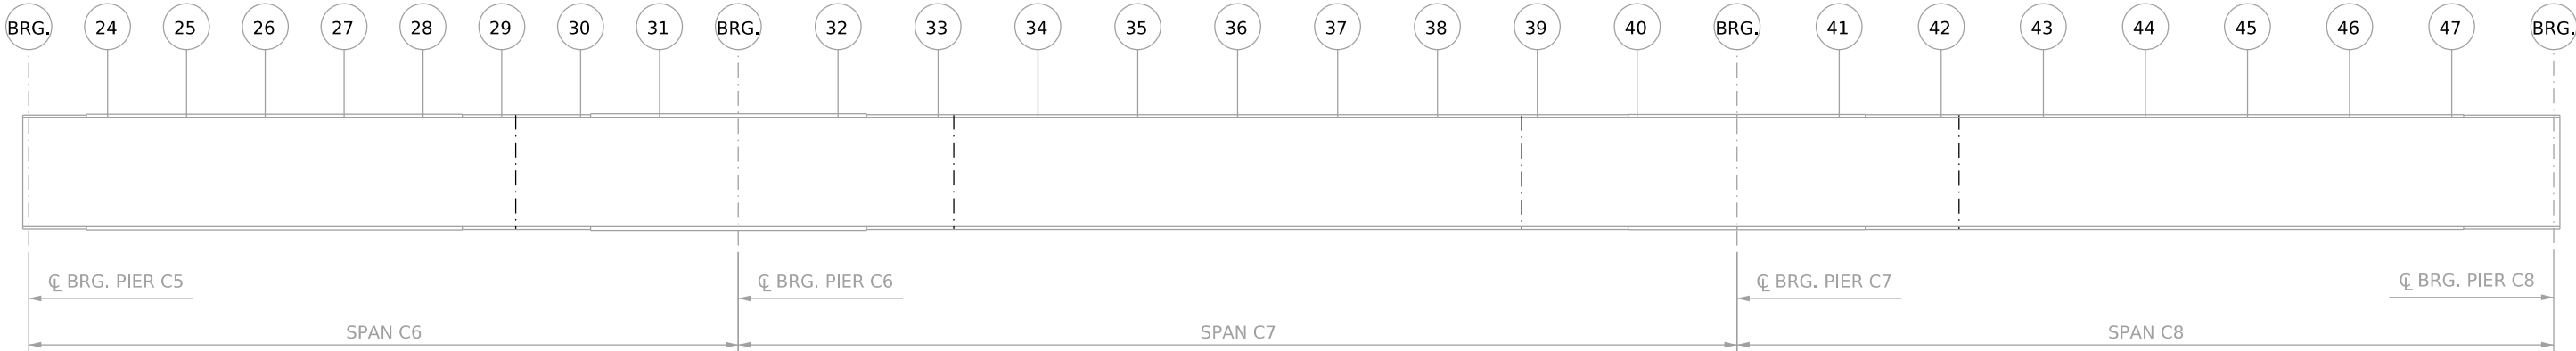 BRG. 24 25 26 27 28 29 30 31 BRG. 32 33 34 35 36 37 38 39 40 BRG. 41 42 43 44 45 46 47 BRG.
℄ BRG. PIER C5 ℄ BRG. PIER C6 ℄ BRG. PIER C7 ℄ BRG. PIER C8
SPAN C6 SPAN C7 SPAN C8